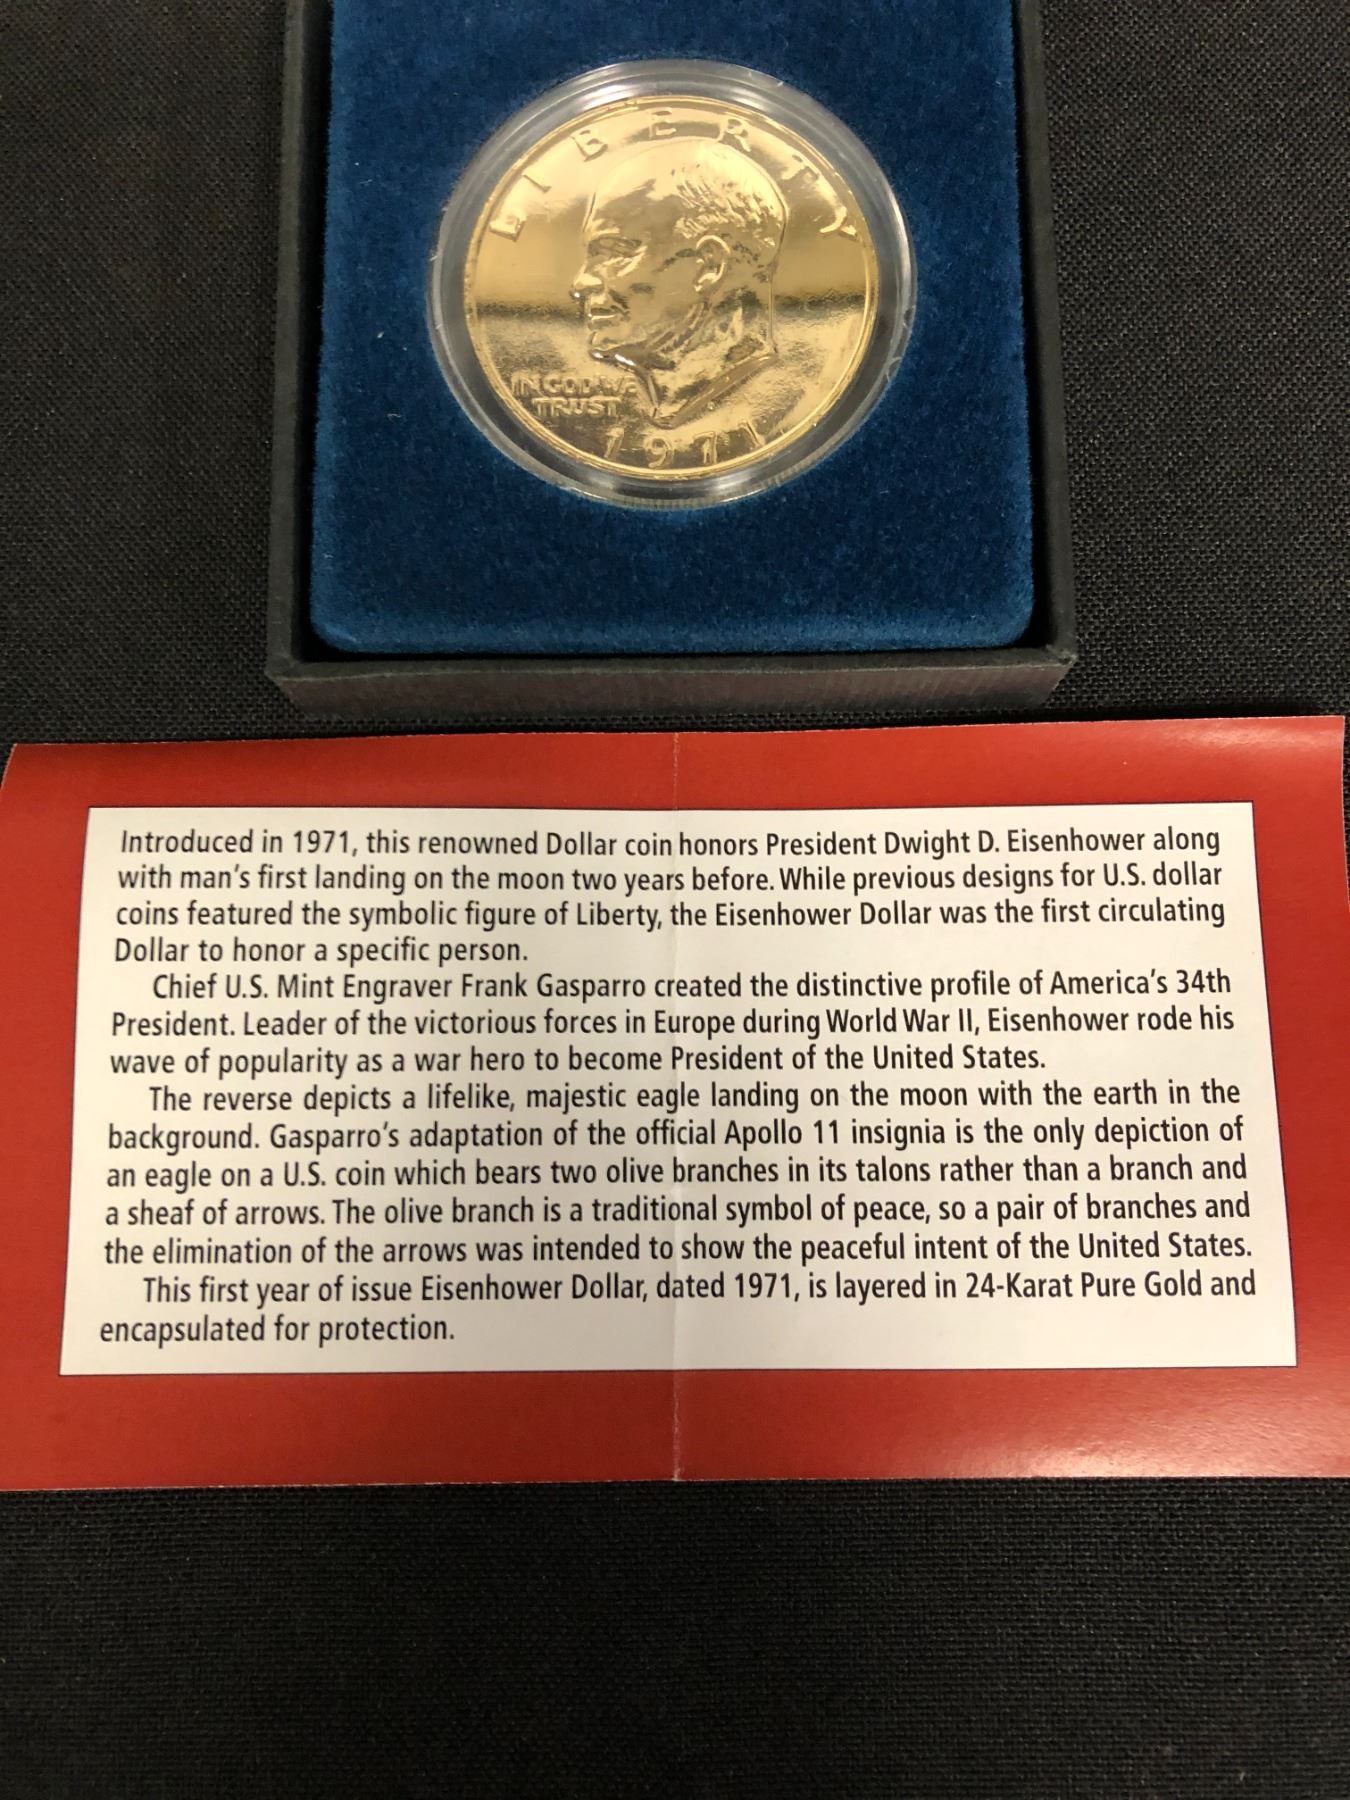 LIBERTY
IN GOD WE
TRUST
1971
Introduced in 1971, this renowned Dollar coin honors President Dwight D. Eisenhower along
with man's first landing on the moon two years before. While previous designs for U.S. dollar
coins featured the symbolic figure of Liberty, the Eisenhower Dollar was the first circulating
Dollar to honor a specific person.
Chief U.S. Mint Engraver Frank Gasparro created the distinctive profile of America's 34th
President. Leader of the victorious forces in Europe during World War II, Eisenhower rode his
wave of popularity as a war hero to become President of the United States.
The reverse depicts a lifelike, majestic eagle landing on the moon with the earth in the
background. Gasparro's adaptation of the official Apollo 11 insignia is the only depiction of
an eagle on a U.S. coin which bears two olive branches in its talons rather than a branch and
a sheaf of arrows. The olive branch is a traditional symbol of peace, so a pair of branches and
the elimination of the arrows was intended to show the peaceful intent of the United States.
This first year of issue Eisenhower Dollar, dated 1971, is layered in 24-Karat Pure Gold and
encapsulated for protection.